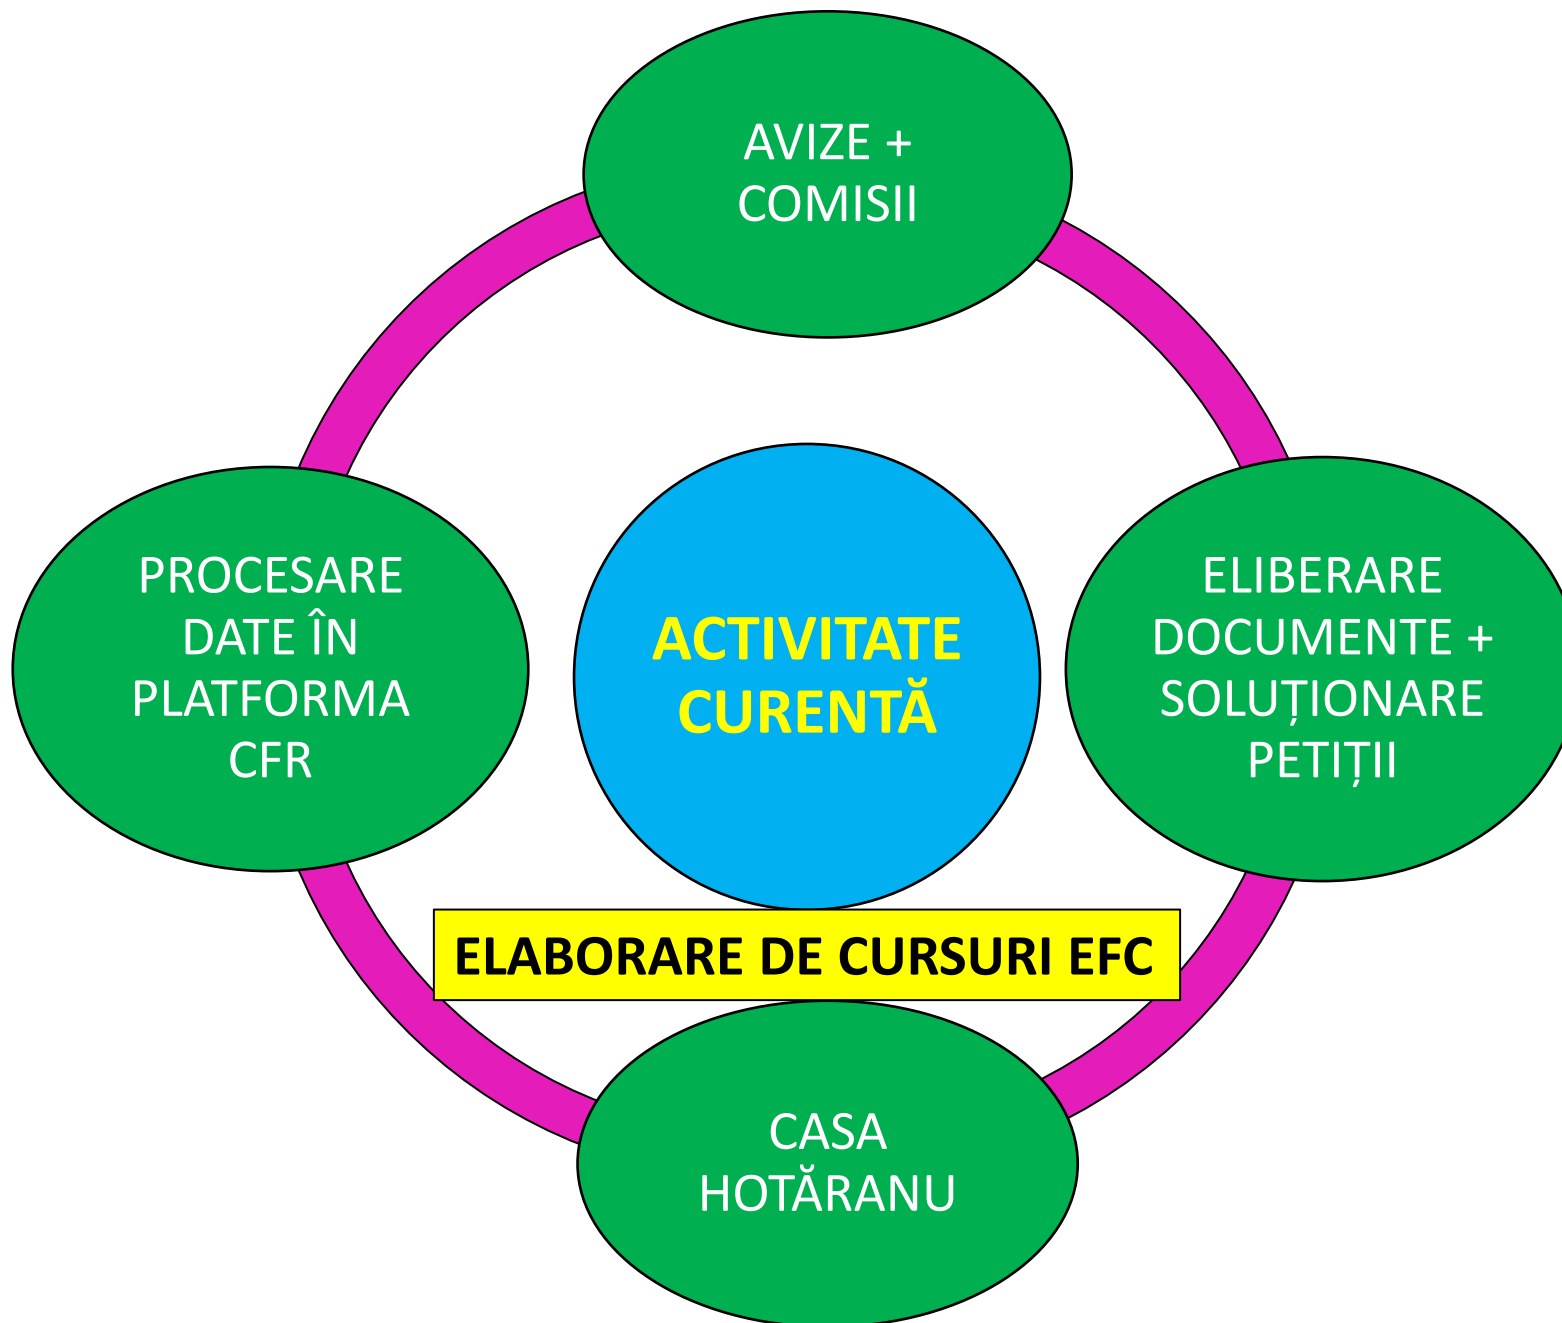 AVIZE +
COMISII
PROCESARE
DATE ÎN
PLATFORMA
CFR
ACTIVITATE
CURENTĂ
ELIBERARE
DOCUMENTE +
SOLUȚIONARE
PETIȚII
ELABORARE DE CURSURI EFC
CASA
HOTĂRANU